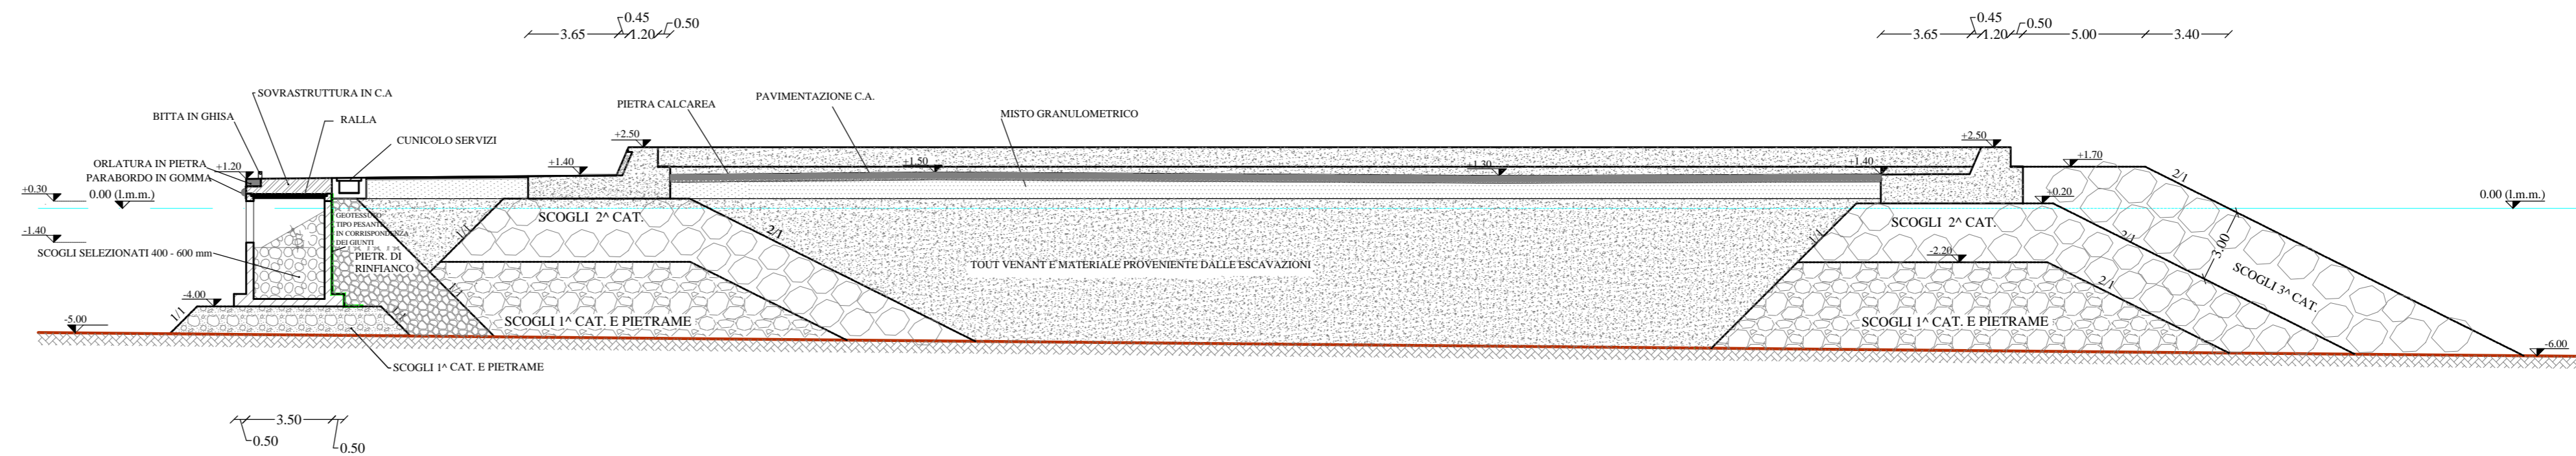 0.45
0.50
3.65
1.20
0.45
0.50
3.65
1.20
5.00
3.40
SOVRASTRUTTURA IN C.A
BITTA IN GHISA
RALLA
CUNICOLO SERVIZI
PIETRA CALCAREA
PAVIMENTAZIONE C.A.
MISTO GRANULOMETRICO
ORLATURA IN PIETRA
PARABORDO IN GOMMA
+1.20
+1.40
+2.50
+1.50
+1.30
+1.40
+2.50
+1.70
+0.30
0.00 (l.m.m.)
+0.20
2/1
0.00 (l.m.m.)
-1.40
GEOTESSUTO
TIPO PESANTE
IN CORRISPONDENZA
DEI GIUNTI
PIETR. DI
RINFIANCO
SCOGLI SELEZIONATI 400 - 600 mm
1/1
SCOGLI 2^ CAT.
2/1
TOUT VENANT E MATERIALE PROVENIENTE DALLE ESCAVAZIONI
1/1
SCOGLI 2^ CAT.
-2.20
2/1
3.00
SCOGLI 3^ CAT.
-4.00
1/1
1/1
1/1
2/1
-5.00
SCOGLI 1^ CAT. E PIETRAME
SCOGLI 1^ CAT. E PIETRAME
-6.00
SCOGLI 1^ CAT. E PIETRAME
3.50
0.50
0.50